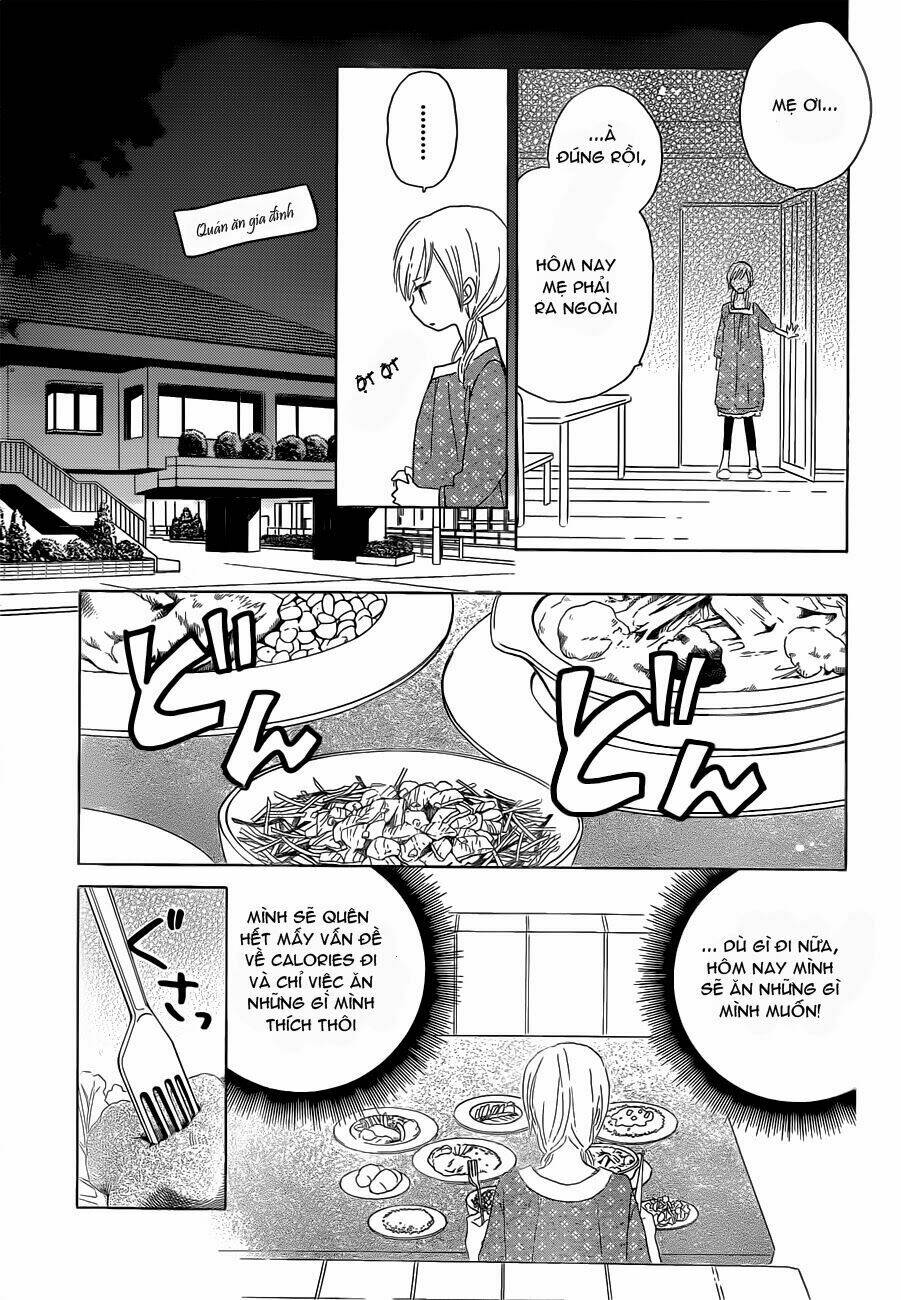 MẸ ƠI...
...À
ĐÚNG RỒI,
HÔM NAY
MẸ PHẢI
RA NGOÀI
.........
ỘT ỘT
Quán ăn gia đình
どん
どん
... DÙ GÌ ĐI NỮA,
HÔM NAY MÌNH
SẼ ĂN NHỮNG GÌ
MÌNH MUỐN!
MÌNH SẼ QUÊN
HẾT MẤY VẤN ĐỀ
VỀ CALORIES ĐI
VÀ CHỈ VIỆC ĂN
NHỮNG GÌ MÌNH
THÍCH THÔI
ぐさっ